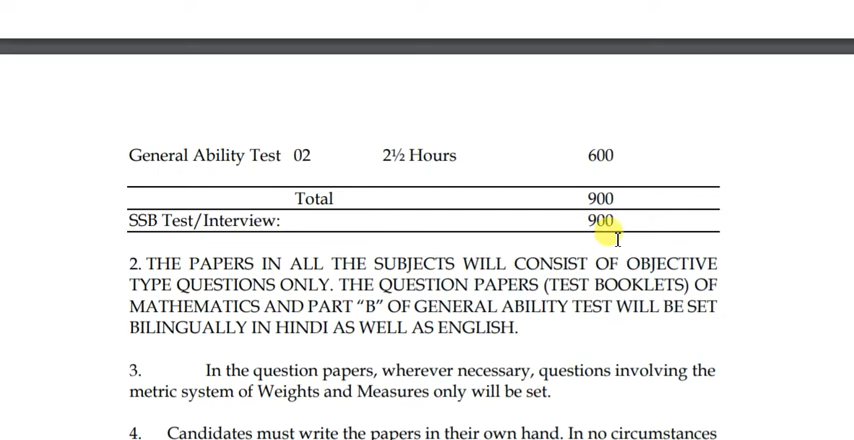 General Ability Test 02 2½ Hours 600
Total 900
SSB Test/Interview: 900
2. THE PAPERS IN ALL THE SUBJECTS WILL CONSIST OF OBJECTIVE
TYPE QUESTIONS ONLY. THE QUESTION PAPERS (TEST BOOKLETS) OF
MATHEMATICS AND PART “B” OF GENERAL ABILITY TEST WILL BE SET
BILINGUALLY IN HINDI AS WELL AS ENGLISH.
3. In the question papers, wherever necessary, questions involving the
metric system of Weights and Measures only will be set.
4. Candidates must write the papers in their own hand. In no circumstances